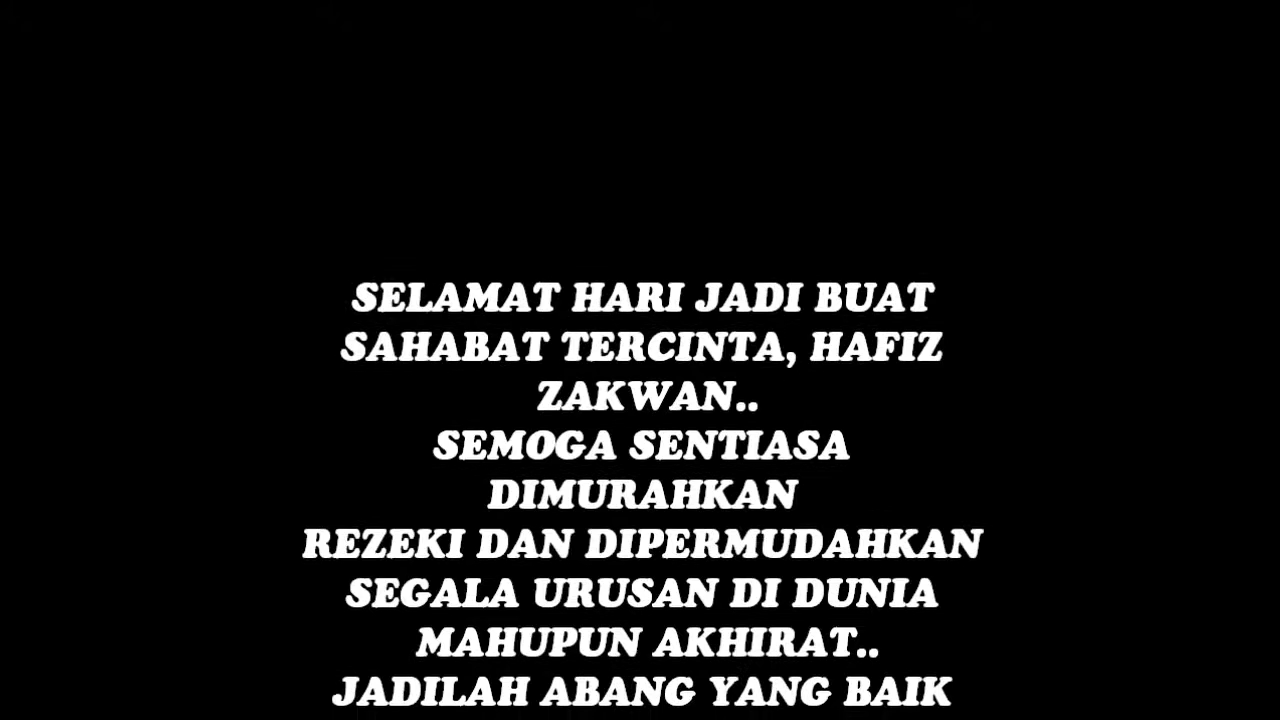 SELAMAT HARI JADI BUAT
SAHABAT TERCINTA, HAFIZ
ZAKWAN..
SEMOGA SENTIASA
DIMURAHKAN
REZEKI DAN DIPERMUDAHKAN
SEGALA URUSAN DI DUNIA
MAHUPUN AKHIRAT..
JADILAH ABANG YANG BAIK